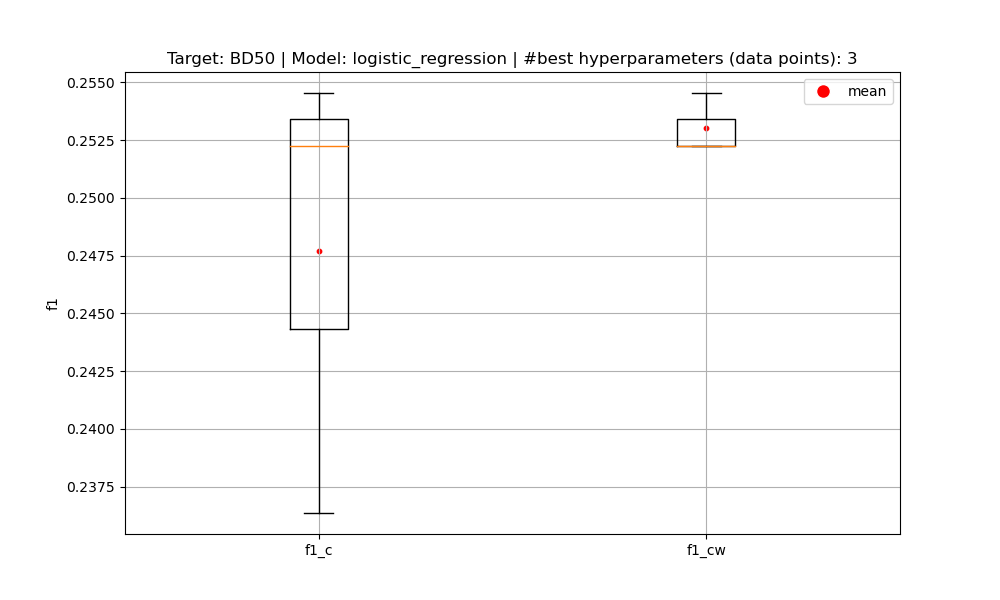 Target: BD50 | Model: logistic_regression | #best hyperparameters (data points): 3
mean
0.2550
0.2525
0.2500
0.2475
0.2450
0.2425
0.2400
0.2375
f1
f1_c
f1_cw